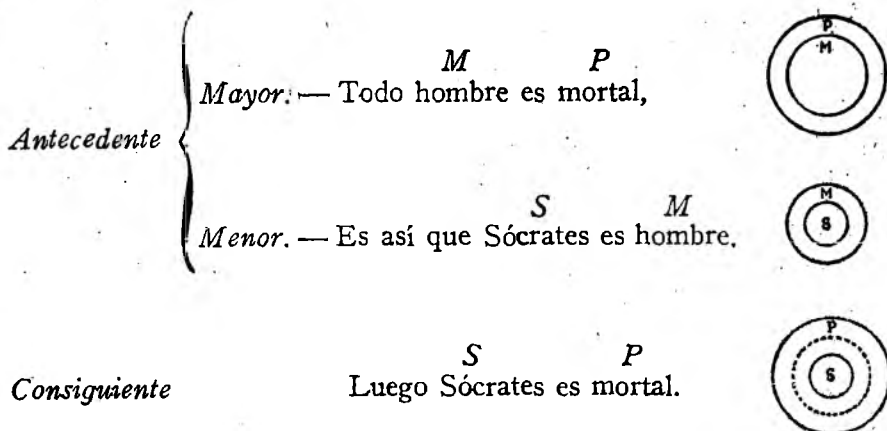 P
M
M P
Mayor. — Todo hombre es mortal,
Antecedente
S M
Menor. — Es así que Sócrates es hombre.
M
S
S P
Consiguiente Luego Sócrates es mortal.
P
S